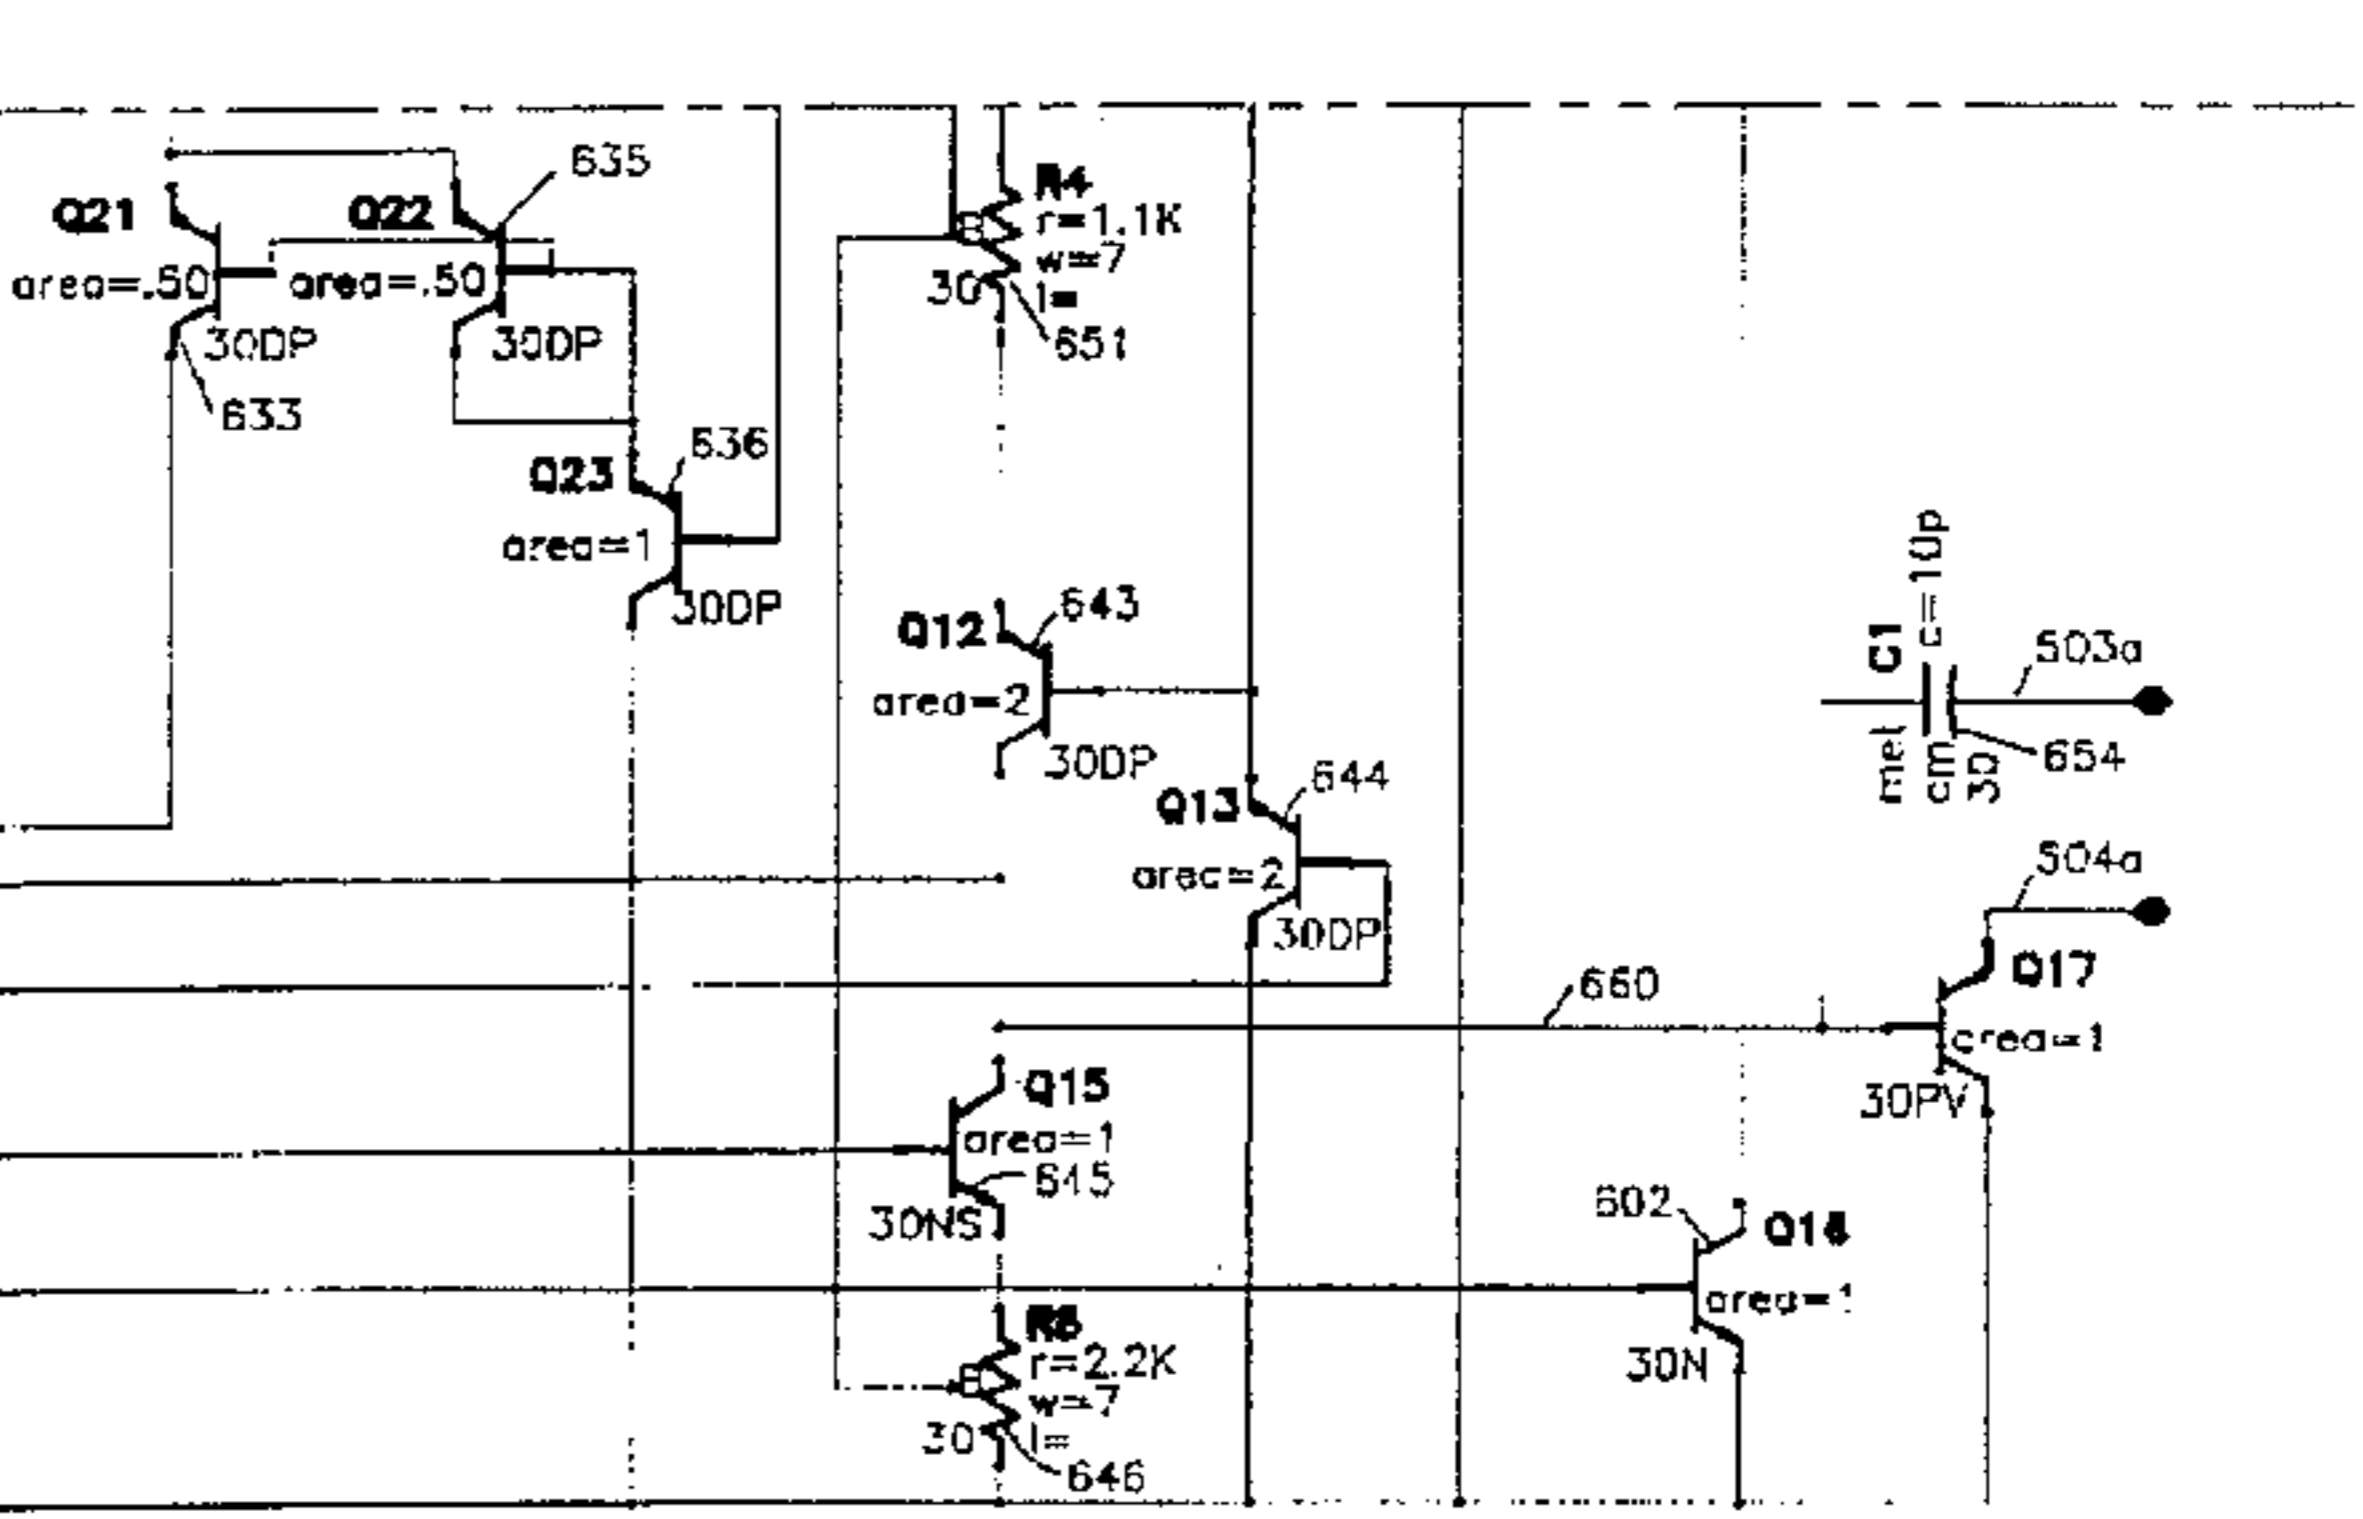 635
Q21
Q22
area=.50
area=.50
30DP
30DP
633
R4
r=1.1K
w=7
l=
30
651
636
Q23
area=1
30DP
643
Q12
area=2
30DP
644
Q13
area=2
30DP
C1
c=10p
503a
met
cm
30
654
504a
Q17
area=1
30PV
660
Q15
area=1
645
30NS
602
area=1
30N
r=2.2K
w=7
l=
30
646